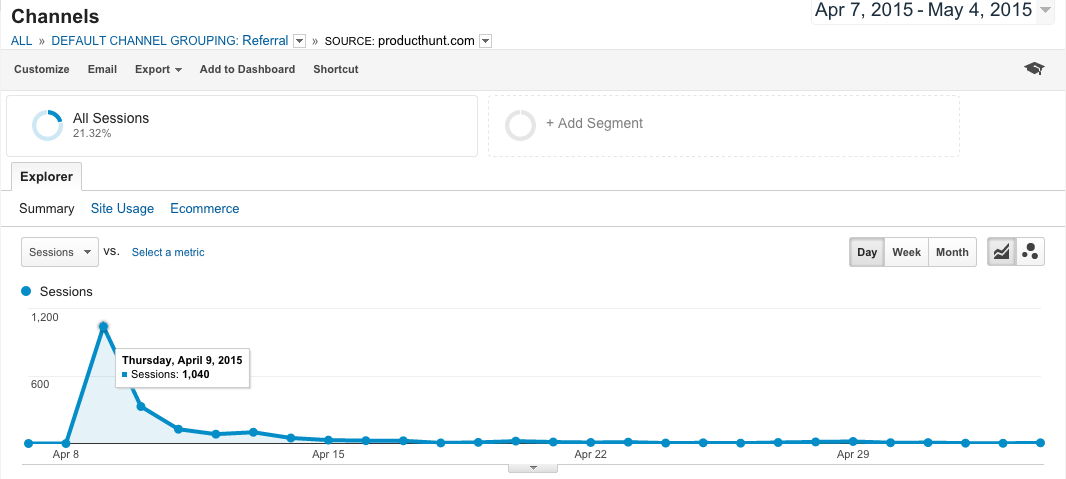 Channels
Apr 7, 2015 - May 4, 2015
ALL » DEFAULT CHANNEL GROUPING: Referral » SOURCE: producthunt.com
Customize Email Export Add to Dashboard Shortcut
All Sessions
21.32%
+ Add Segment
Explorer
Summary Site Usage Ecommerce
Sessions vs. Select a metric
Day Week Month
Sessions
1,200
Thursday, April 9, 2015
Sessions: 1,040
600
Apr 8 Apr 15 Apr 22 Apr 29